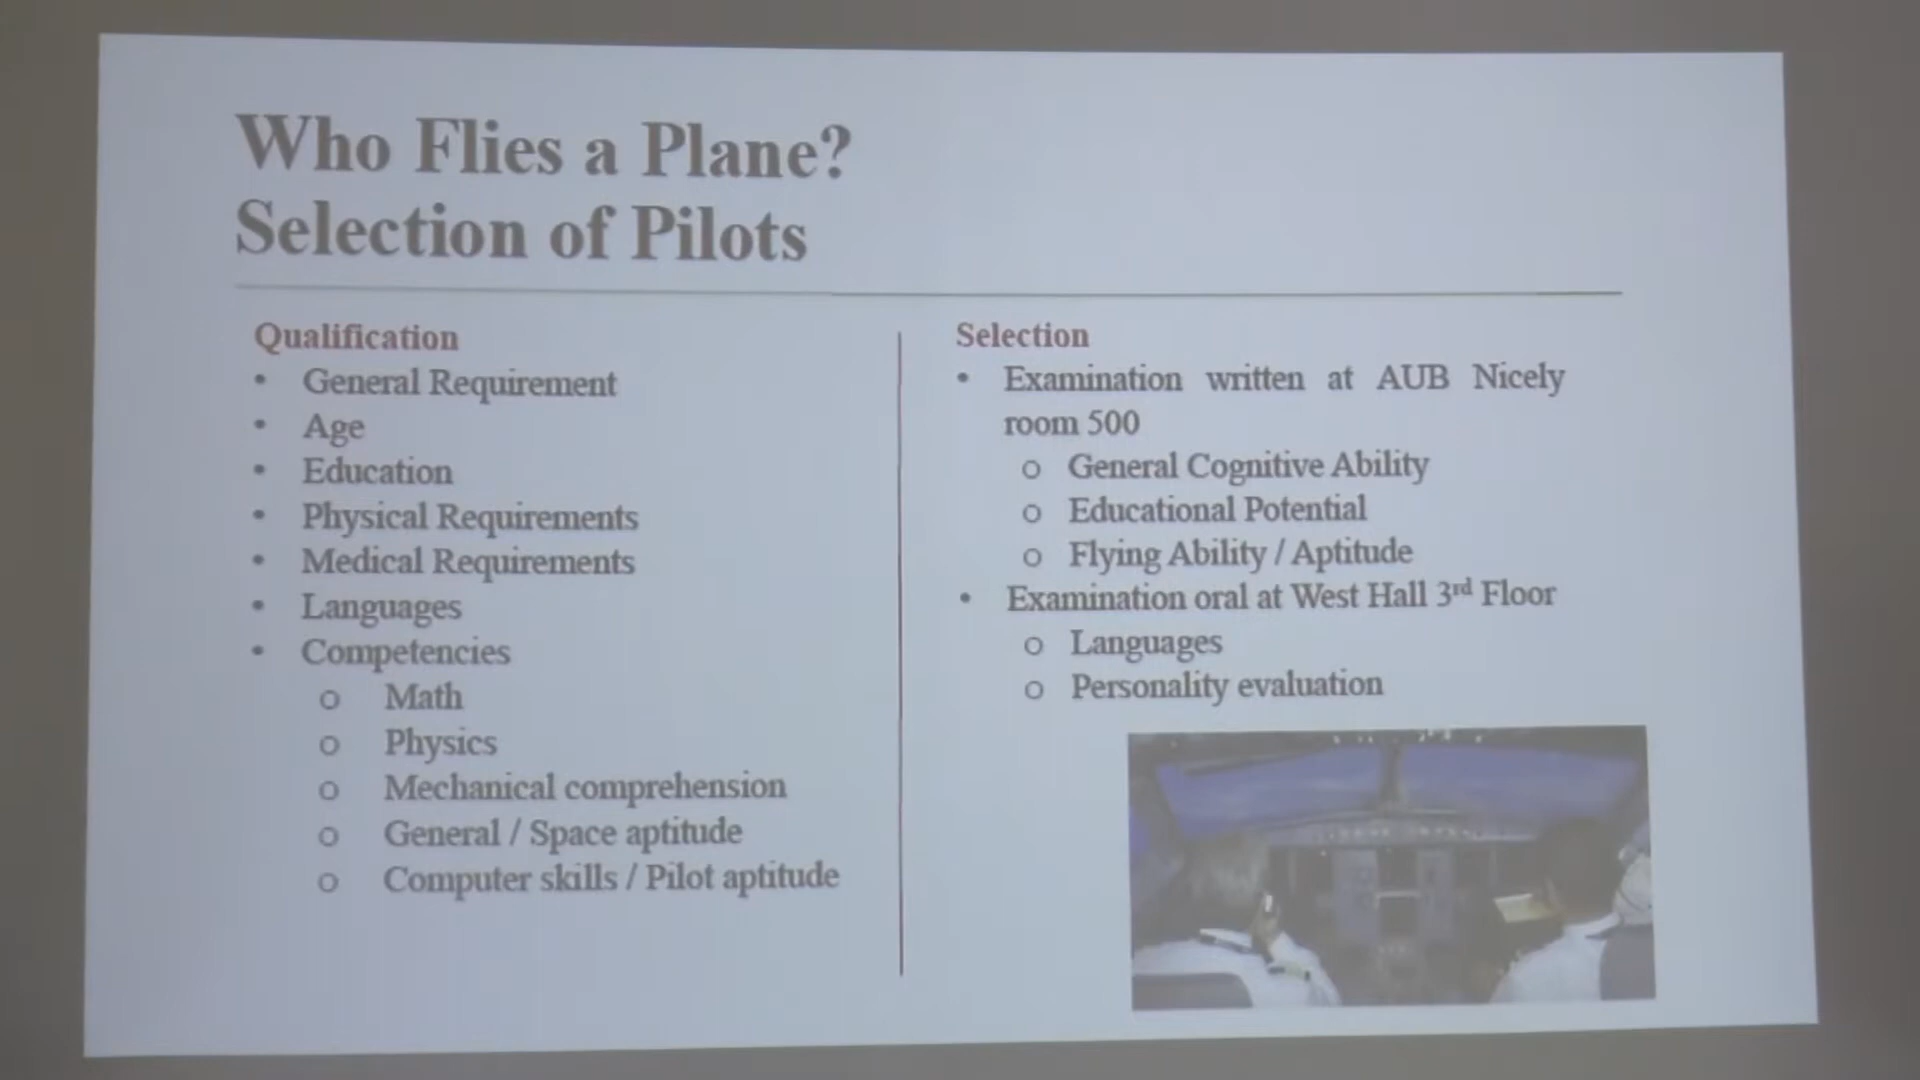 Who Flies a Plane?
Selection of Pilots
Qualification
• General Requirement
• Age
• Education
• Physical Requirements
• Medical Requirements
• Languages
• Competencies
o Math
o Physics
o Mechanical comprehension
o General / Space aptitude
o Computer skills / Pilot aptitude
Selection
• Examination written at AUB Nicely
room 500
o General Cognitive Ability
o Educational Potential
o Flying Ability / Aptitude
• Examination oral at West Hall 3rd Floor
o Languages
o Personality evaluation